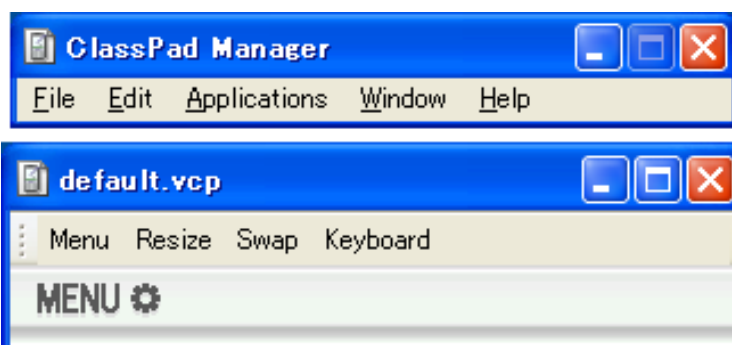 ClassPad Manager
File Edit Applications Window Help
default.vcp
Menu Resize Swap Keyboard
MENU